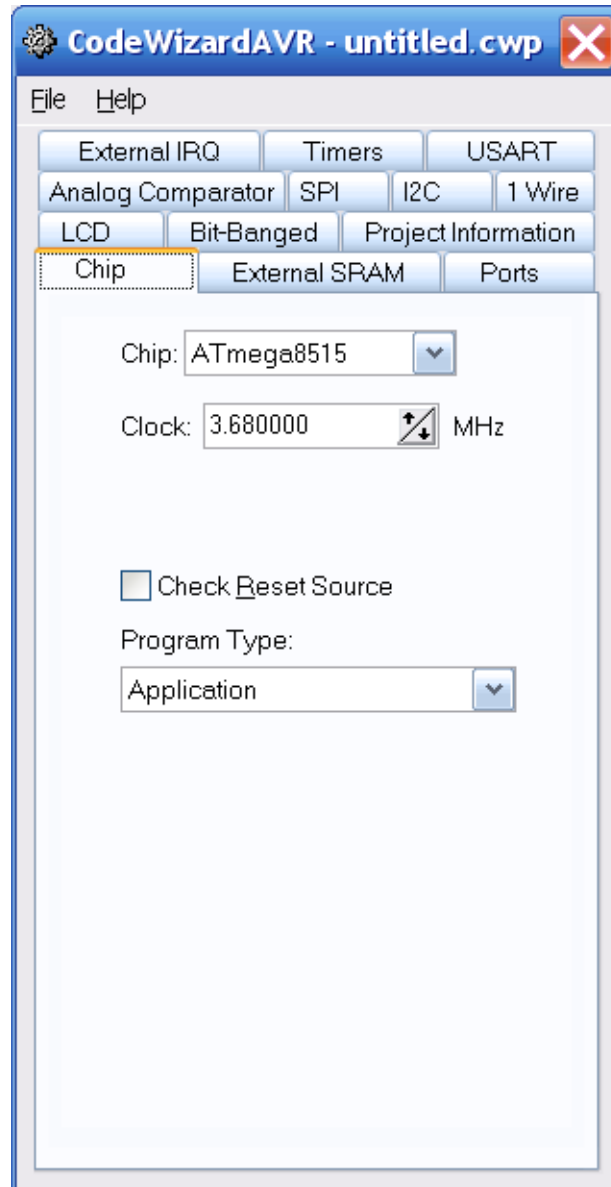 CodeWizardAVR - untitled.cwp
File Help
External IRQ Timers USART
Analog Comparator SPI I2C 1 Wire
LCD Bit-Banged Project Information
Chip External SRAM Ports
Chip: ATmega8515
Clock: 3.680000 MHz
Check Reset Source
Program Type:
Application